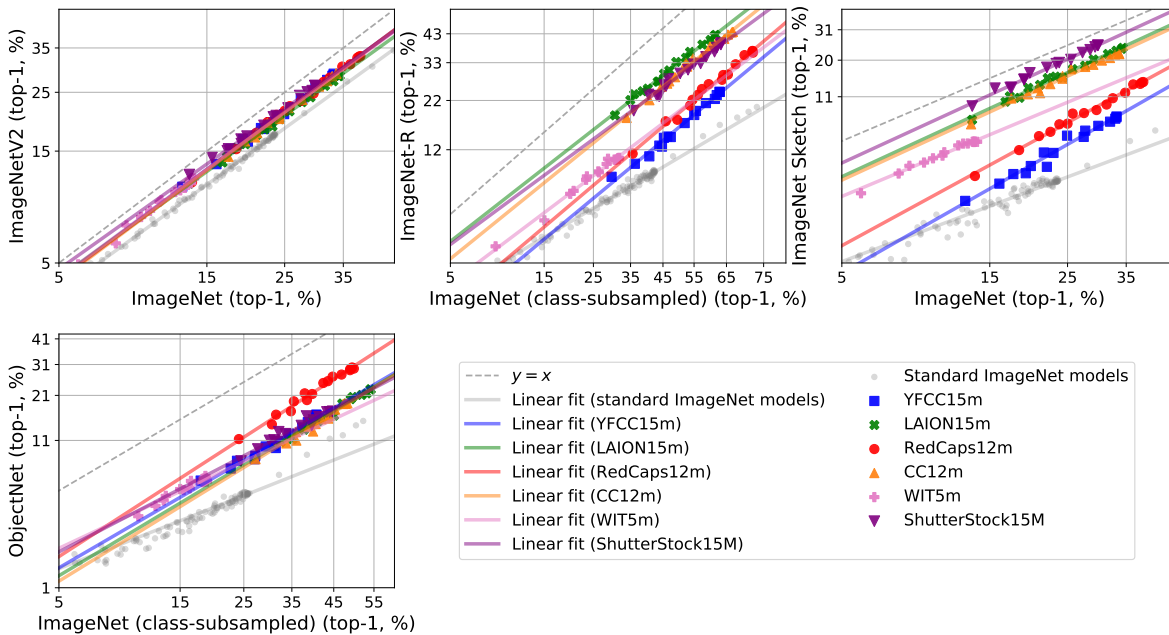 ImageNetV2 (top-1, %)
35
25
15
5
5
15
25
35
ImageNet (top-1, %)
ImageNet-R (top-1, %)
43
33
22
12
5
15
25
35
45
55
65
75
ImageNet (class-subsampled) (top-1, %)
ImageNet Sketch (top-1, %)
31
20
11
5
15
25
35
ImageNet (top-1, %)
ObjectNet (top-1, %)
41
31
21
11
1
5
15
25
35
45
55
ImageNet (class-subsampled) (top-1, %)
y = x
Linear fit (standard ImageNet models)
Linear fit (YFCC15m)
Linear fit (LAION15m)
Linear fit (RedCaps12m)
Linear fit (CC12m)
Linear fit (WIT5m)
Linear fit (ShutterStock15M)
Standard ImageNet models
YFCC15m
LAION15m
RedCaps12m
CC12m
WIT5m
ShutterStock15M